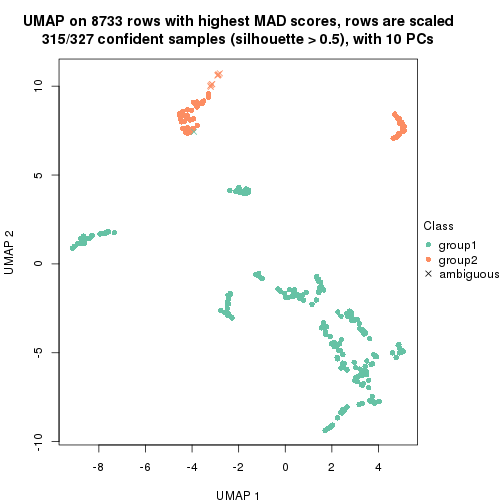 UMAP on 8733 rows with highest MAD scores, rows are scaled
315/327 confident samples (silhouette > 0.5), with 10 PCs
10
5
0
-5
-10
UMAP 2
-8
-6
-4
-2
0
2
4
UMAP 1
Class
group1
group2
ambiguous